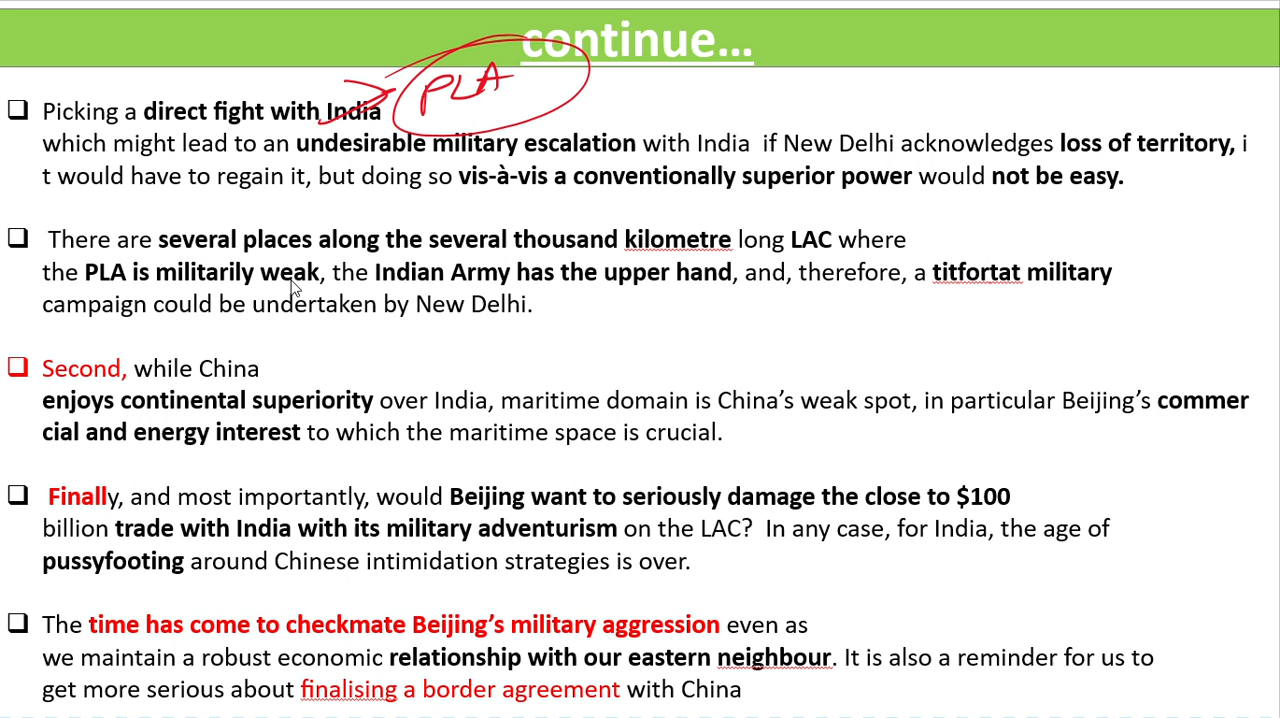 continue...
PLA
❑ Picking a direct fight with India
which might lead to an undesirable military escalation with India if New Delhi acknowledges loss of territory, i
t would have to regain it, but doing so vis-à-vis a conventionally superior power would not be easy.
❑ There are several places along the several thousand kilometre long LAC where
the PLA is militarily weak, the Indian Army has the upper hand, and, therefore, a titfortat military
campaign could be undertaken by New Delhi.
❑ Second, while China
enjoys continental superiority over India, maritime domain is China’s weak spot, in particular Beijing’s commer
cial and energy interest to which the maritime space is crucial.
❑ Finally, and most importantly, would Beijing want to seriously damage the close to $100
billion trade with India with its military adventurism on the LAC? In any case, for India, the age of
pussyfooting around Chinese intimidation strategies is over.
❑ The time has come to checkmate Beijing’s military aggression even as
we maintain a robust economic relationship with our eastern neighbour. It is also a reminder for us to
get more serious about finalising a border agreement with China